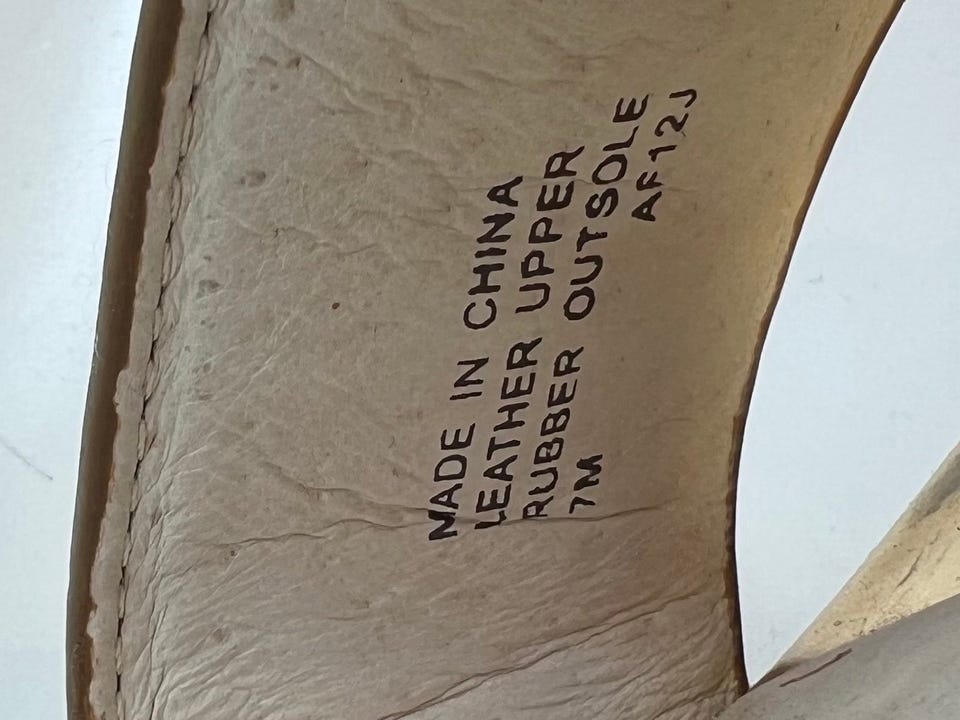 MADE IN CHINA
LEATHER UPPER
RUBBER OUTSOLE
7M AF12J